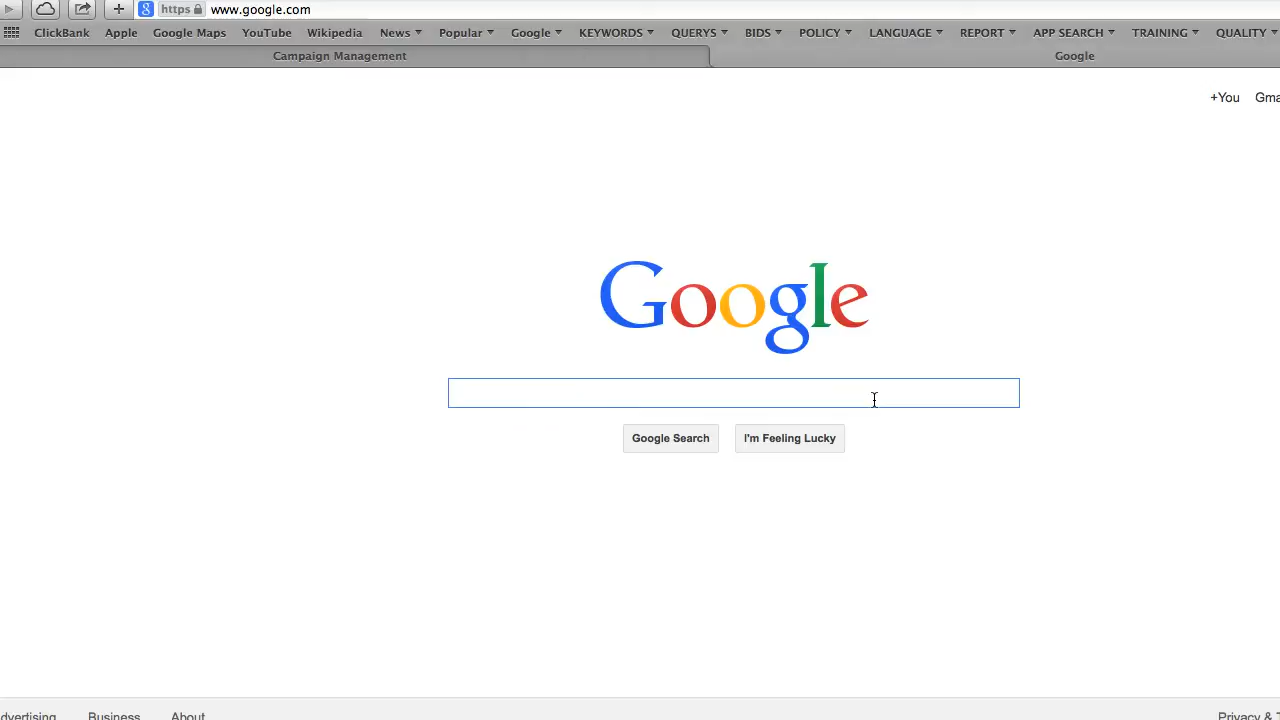 https www.google.com
ClickBank Apple Google Maps YouTube Wikipedia News Popular Google KEYWORDS QUERYS BIDS POLICY LANGUAGE REPORT APP SEARCH TRAINING QUALITY
Campaign Management Google
+You Gma
Google
Google Search I'm Feeling Lucky
dvertising Business About Privacy & T